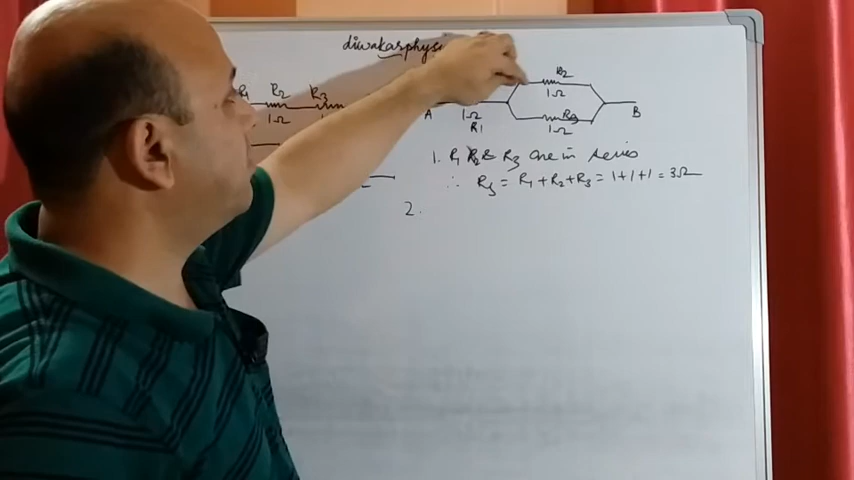 diwakarphys
R1 R2 R3
1Ω 1Ω
R2
1Ω
A 1Ω R1
R3
1Ω
B
1. R1 R2 & R3 are in series
∴ Rs = R1 + R2 + R3 = 1+1+1 = 3Ω
2.